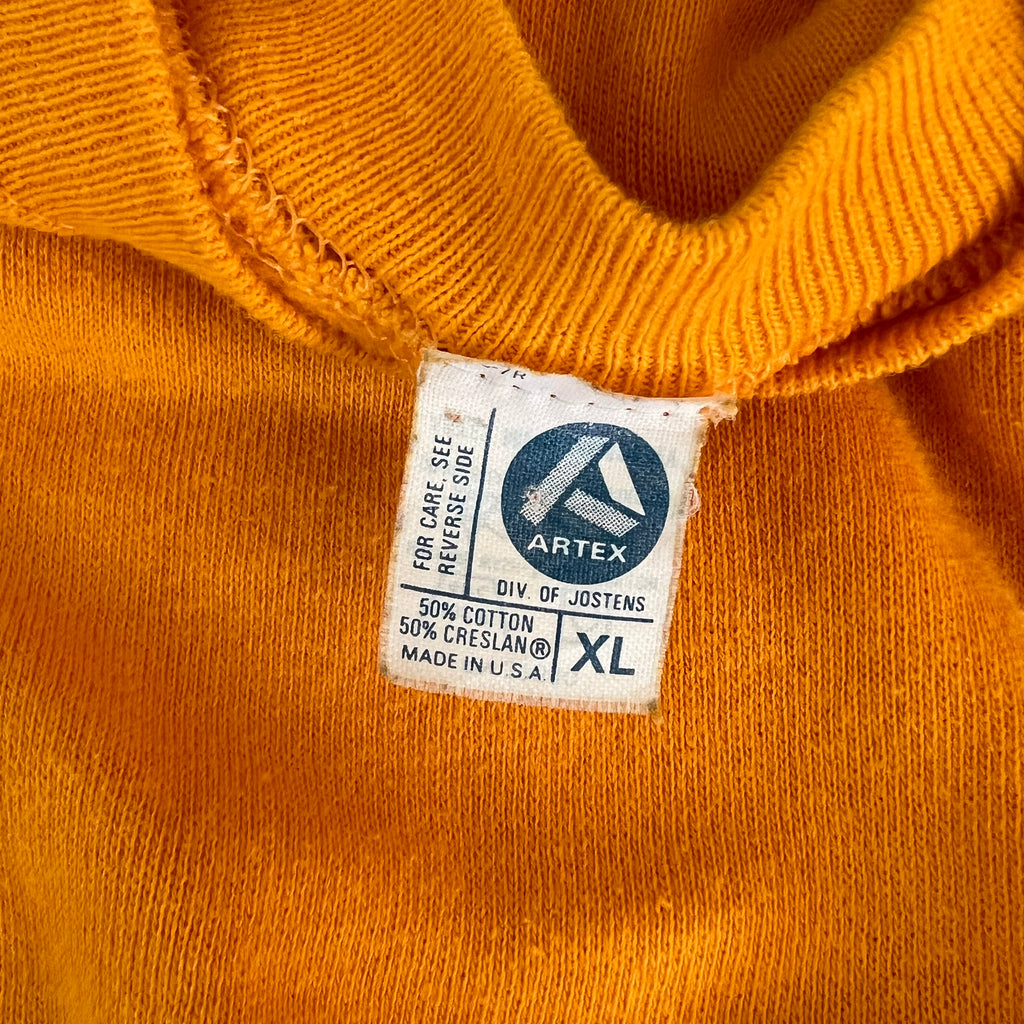 FOR CARE, SEE
REVERSE SIDE
ARTEX
DIV. OF JOSTENS
50% COTTON
50% CRESLAN®
MADE IN U.S.A.
XL